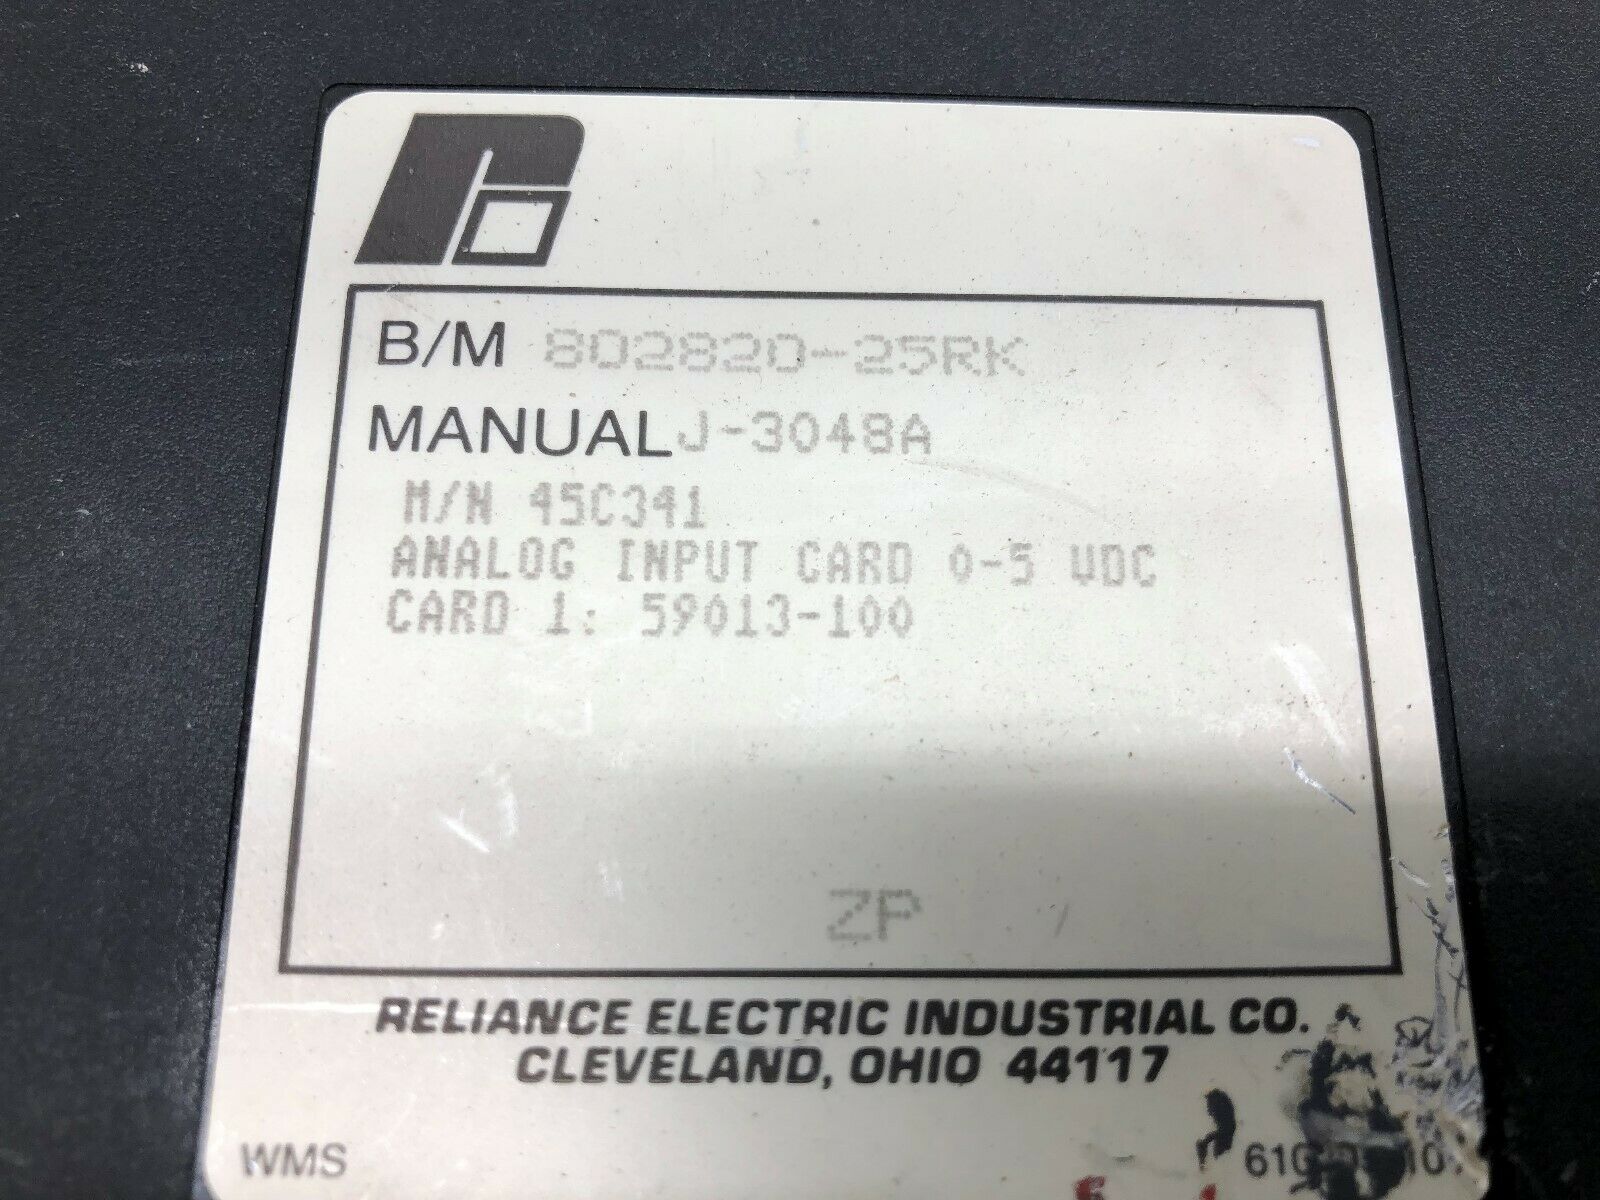 B/M 802820-25RK
MANUAL J-3048A
M/N 45C341
ANALOG INPUT CARD 0-5 VDC
CARD 1: 59013-100
ZP
RELIANCE ELECTRIC INDUSTRIAL CO.
CLEVELAND, OHIO 44117
WMS